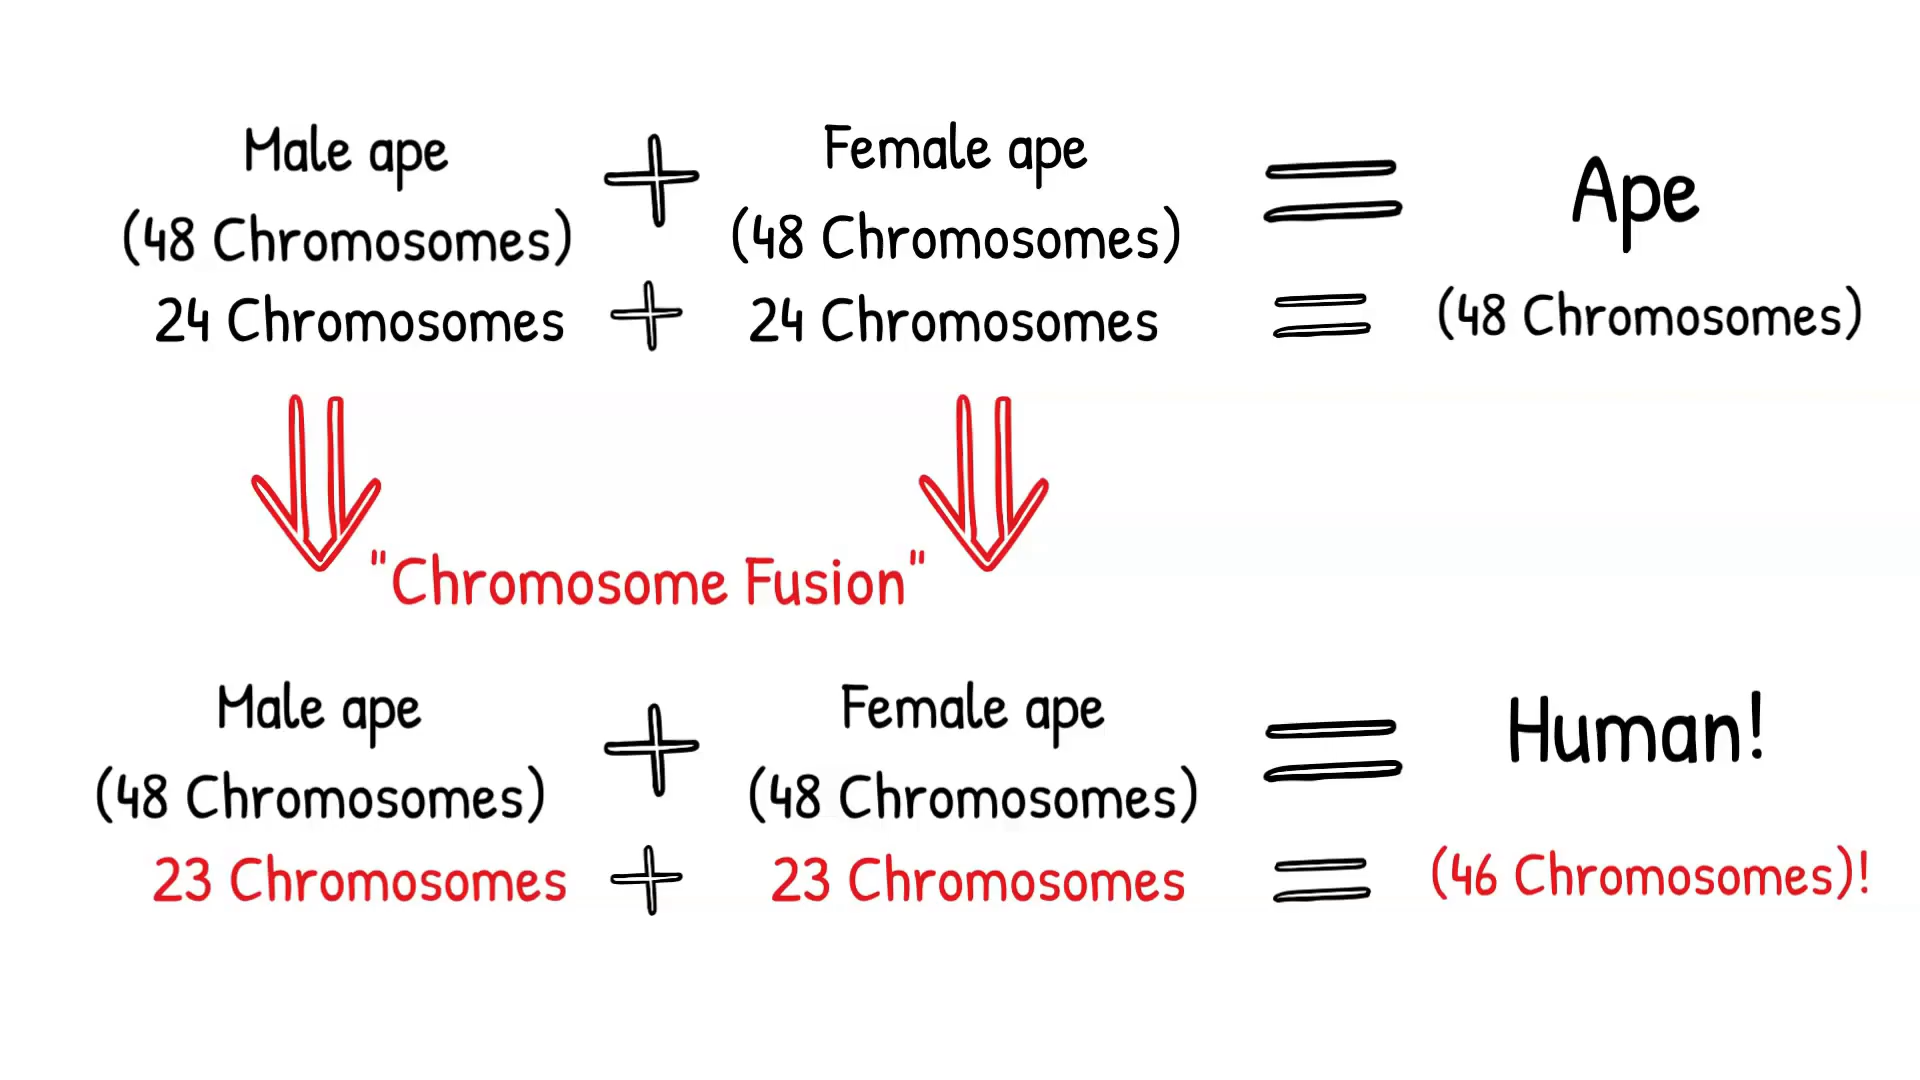 Male ape + Female ape = Ape
(48 Chromosomes) (48 Chromosomes)
24 Chromosomes + 24 Chromosomes = (48 Chromosomes)
"Chromosome Fusion"
Male ape + Female ape = Human!
(48 Chromosomes) (48 Chromosomes)
23 Chromosomes + 23 Chromosomes = (46 Chromosomes)!